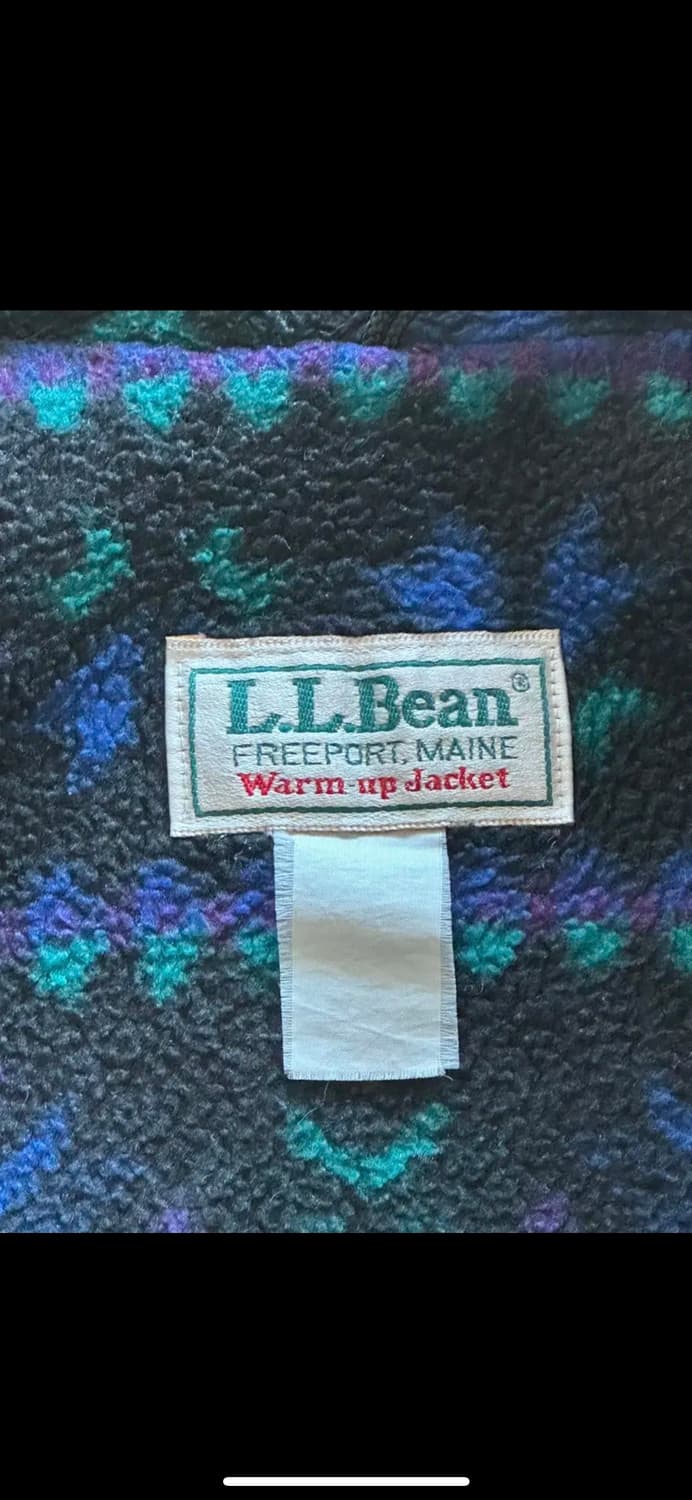 L.L.Bean®
FREEPORT, MAINE
Warm-up Jacket